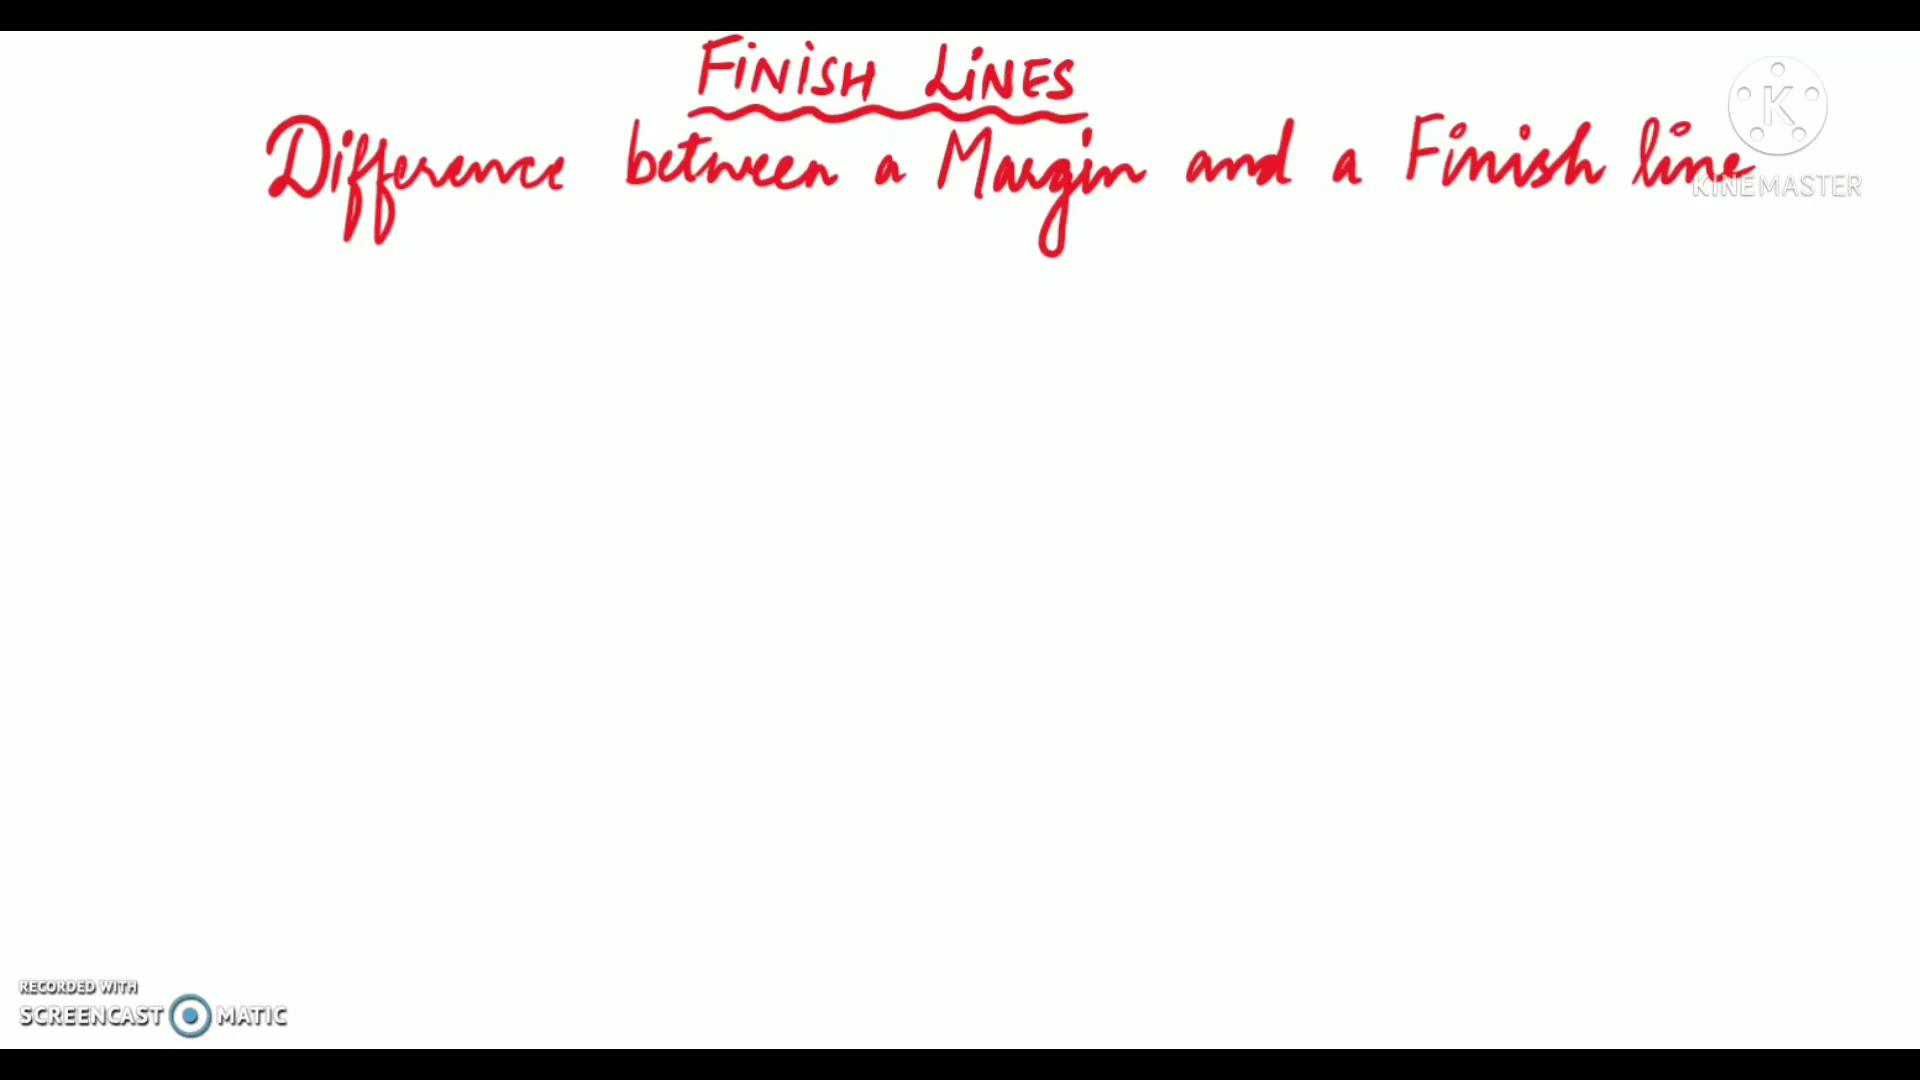 FINISH LINES
Difference between a Margin and a Finish line
K
KINEMASTER
RECORDED WITH
SCREENCAST MATIC